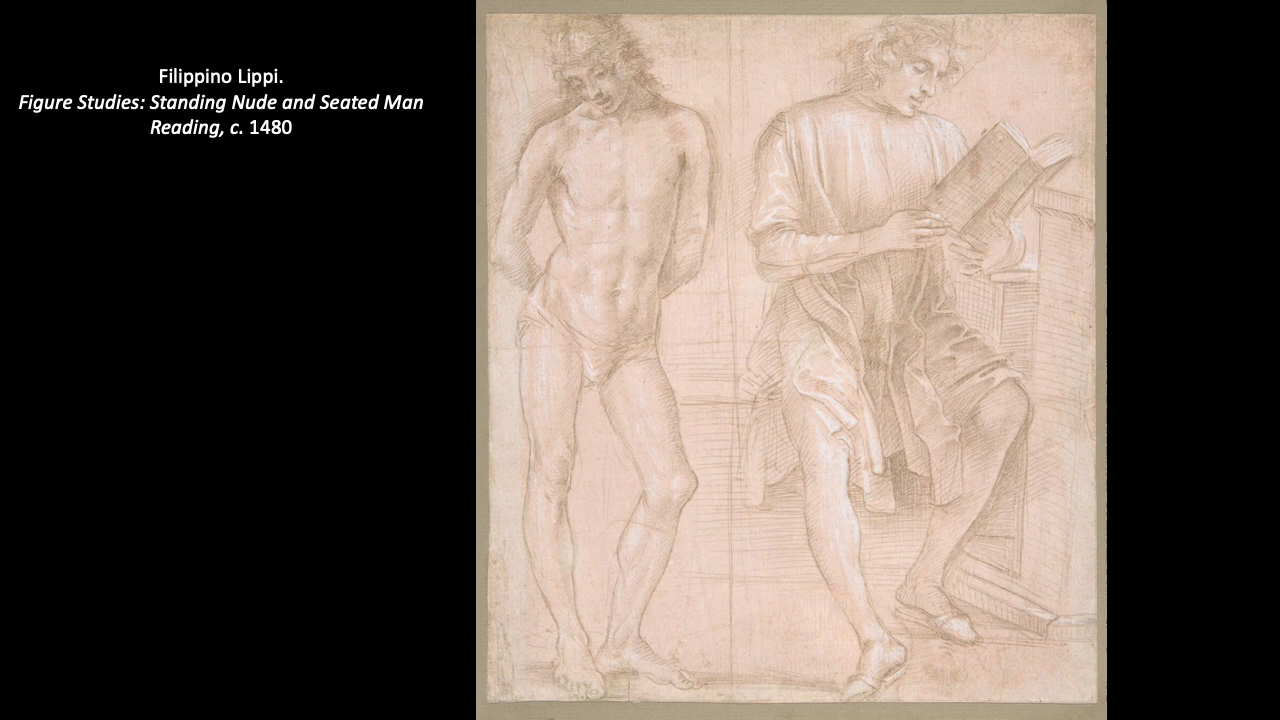 Filippino Lippi.
Figure Studies: Standing Nude and Seated Man
Reading, c. 1480